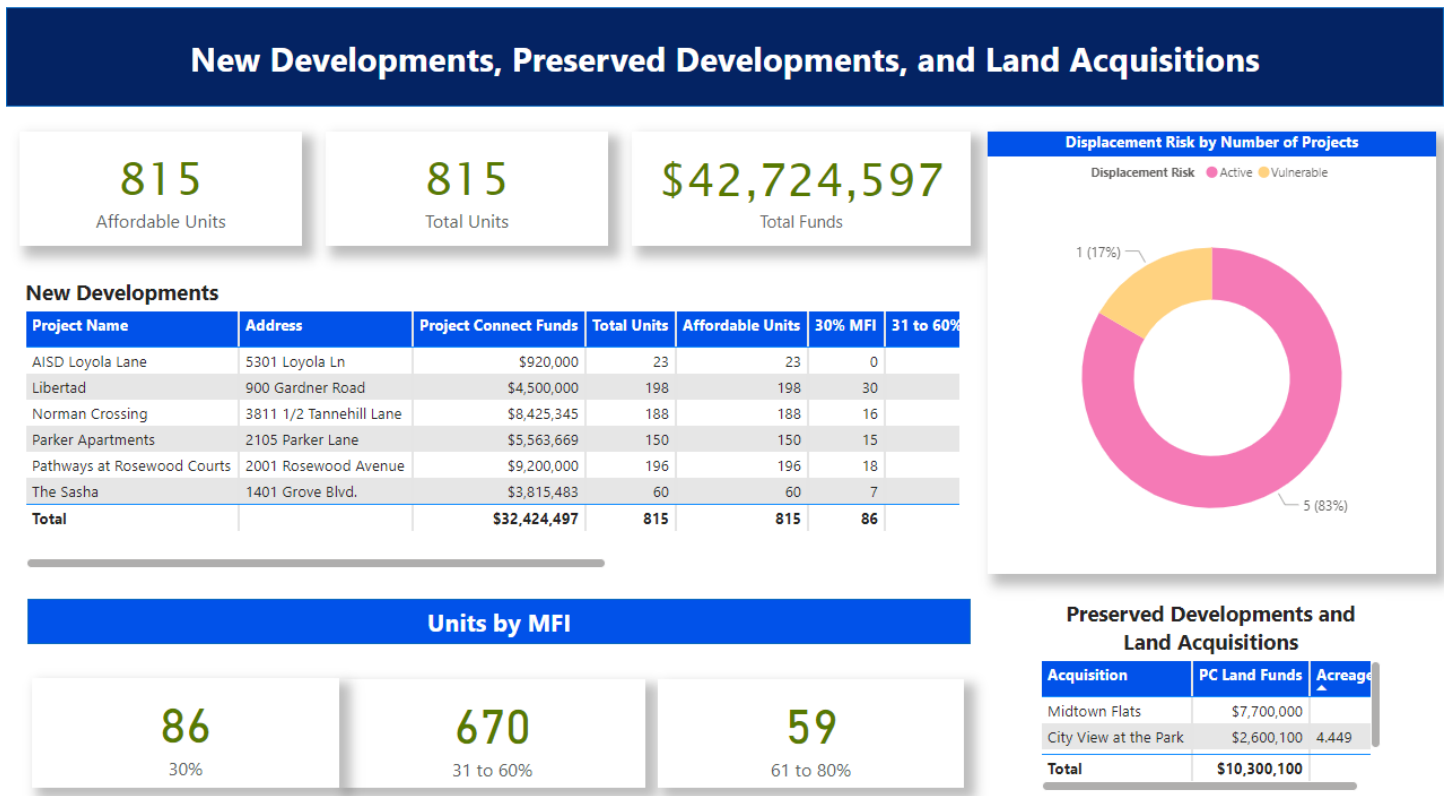 New Developments, Preserved Developments, and Land Acquisitions
815
Affordable Units
815
Total Units
$42,724,597
Total Funds
Displacement Risk by Number of Projects
Displacement Risk Active Vulnerable
1 (17%)
5 (83%)
New Developments
Project Name Address Project Connect Funds Total Units Affordable Units 30% MFI 31 to 60%
AISD Loyola Lane 5301 Loyola Ln $920,000 23 23 0
Libertad 900 Gardner Road $4,500,000 198 198 30
Norman Crossing 3811 1/2 Tannehill Lane $8,425,345 188 188 16
Parker Apartments 2105 Parker Lane $5,563,669 150 150 15
Pathways at Rosewood Courts 2001 Rosewood Avenue $9,200,000 196 196 18
The Sasha 1401 Grove Blvd. $3,815,483 60 60 7
Total $32,424,497 815 815 86
Units by MFI
86
30%
670
31 to 60%
59
61 to 80%
Preserved Developments and
Land Acquisitions
Acquisition PC Land Funds Acreage
Midtown Flats $7,700,000
City View at the Park $2,600,100 4.449
Total $10,300,100